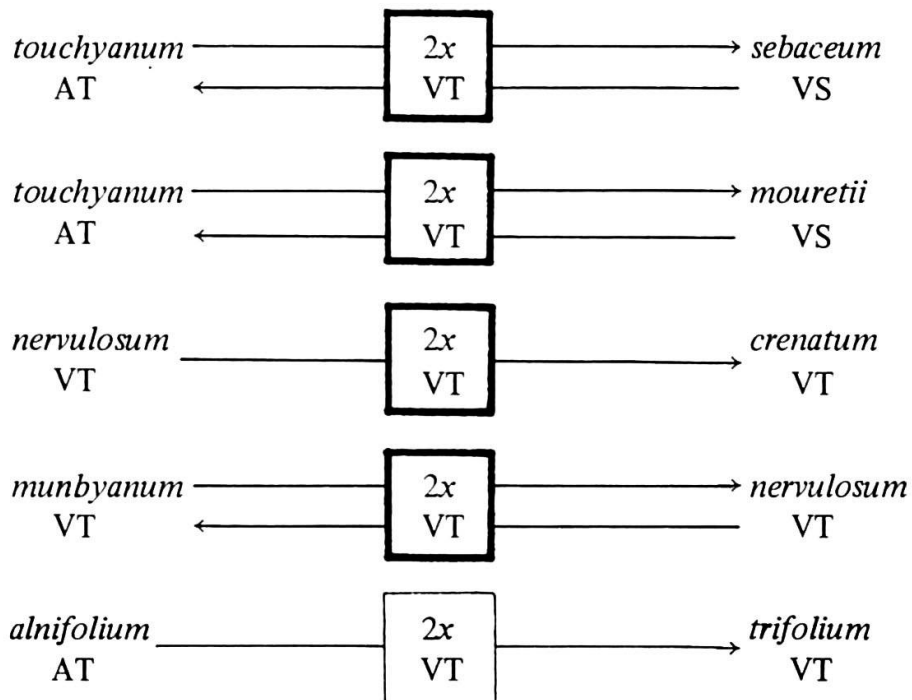 touchyanum 2x sebaceum
AT VT VS
touchyanum 2x mouretii
AT VT VS
nervulosum 2x crenatum
VT VT VT
munbyanum 2x nervulosum
VT VT VT
alnifolium 2x trifolium
AT VT VT